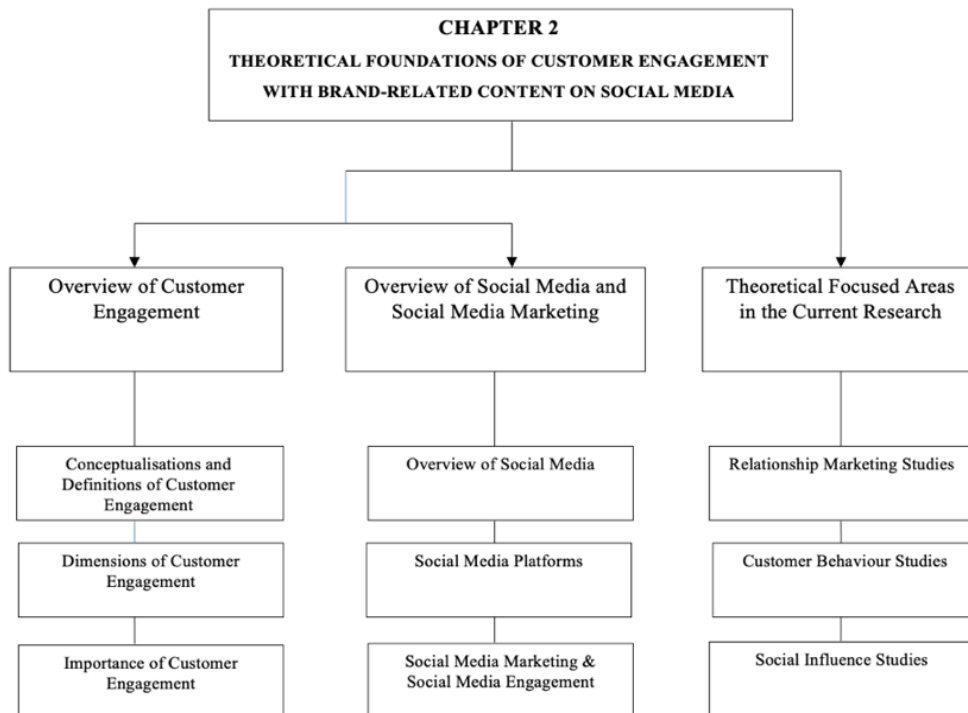 CHAPTER 2
THEORETICAL FOUNDATIONS OF CUSTOMER ENGAGEMENT
WITH BRAND-RELATED CONTENT ON SOCIAL MEDIA
Overview of Customer
Engagement
Overview of Social Media and
Social Media Marketing
Theoretical Focused Areas
in the Current Research
Conceptualisations and
Definitions of Customer
Engagement
Overview of Social Media
Relationship Marketing Studies
Dimensions of Customer
Engagement
Social Media Platforms
Customer Behaviour Studies
Importance of Customer
Engagement
Social Media Marketing &
Social Media Engagement
Social Influence Studies